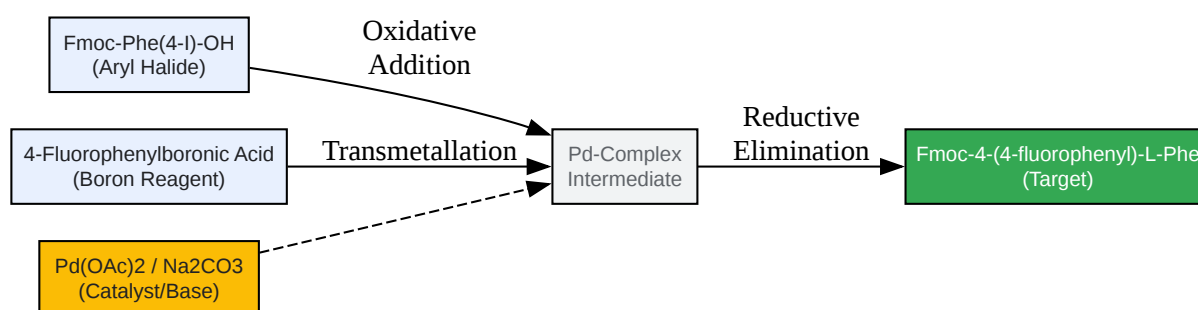 Fmoc-Phe(4-I)-OH
(Aryl Halide)
Oxidative
Addition
4-Fluorophenylboronic Acid
(Boron Reagent)
Transmetallation
Pd-Complex
Intermediate
Reductive
Elimination
Fmoc-4-(4-fluorophenyl)-L-Phe
(Target)
Pd(OAc)2 / Na2CO3
(Catalyst/Base)